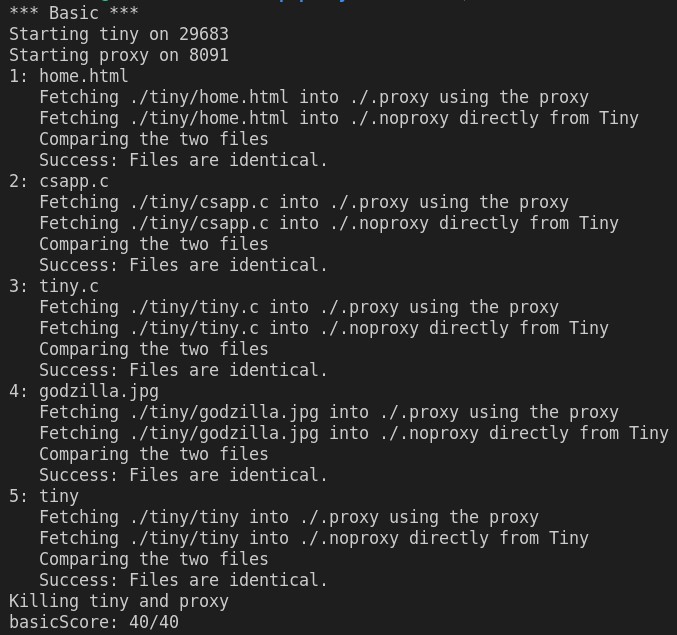 *** Basic ***
Starting tiny on 29683
Starting proxy on 8091
1: home.html
   Fetching ./tiny/home.html into ./.proxy using the proxy
   Fetching ./tiny/home.html into ./.noproxy directly from Tiny
   Comparing the two files
   Success: Files are identical.
2: csapp.c
   Fetching ./tiny/csapp.c into ./.proxy using the proxy
   Fetching ./tiny/csapp.c into ./.noproxy directly from Tiny
   Comparing the two files
   Success: Files are identical.
3: tiny.c
   Fetching ./tiny/tiny.c into ./.proxy using the proxy
   Fetching ./tiny/tiny.c into ./.noproxy directly from Tiny
   Comparing the two files
   Success: Files are identical.
4: godzilla.jpg
   Fetching ./tiny/godzilla.jpg into ./.proxy using the proxy
   Fetching ./tiny/godzilla.jpg into ./.noproxy directly from Tiny
   Comparing the two files
   Success: Files are identical.
5: tiny
   Fetching ./tiny/tiny into ./.proxy using the proxy
   Fetching ./tiny/tiny into ./.noproxy directly from Tiny
   Comparing the two files
   Success: Files are identical.
Killing tiny and proxy
basicScore: 40/40